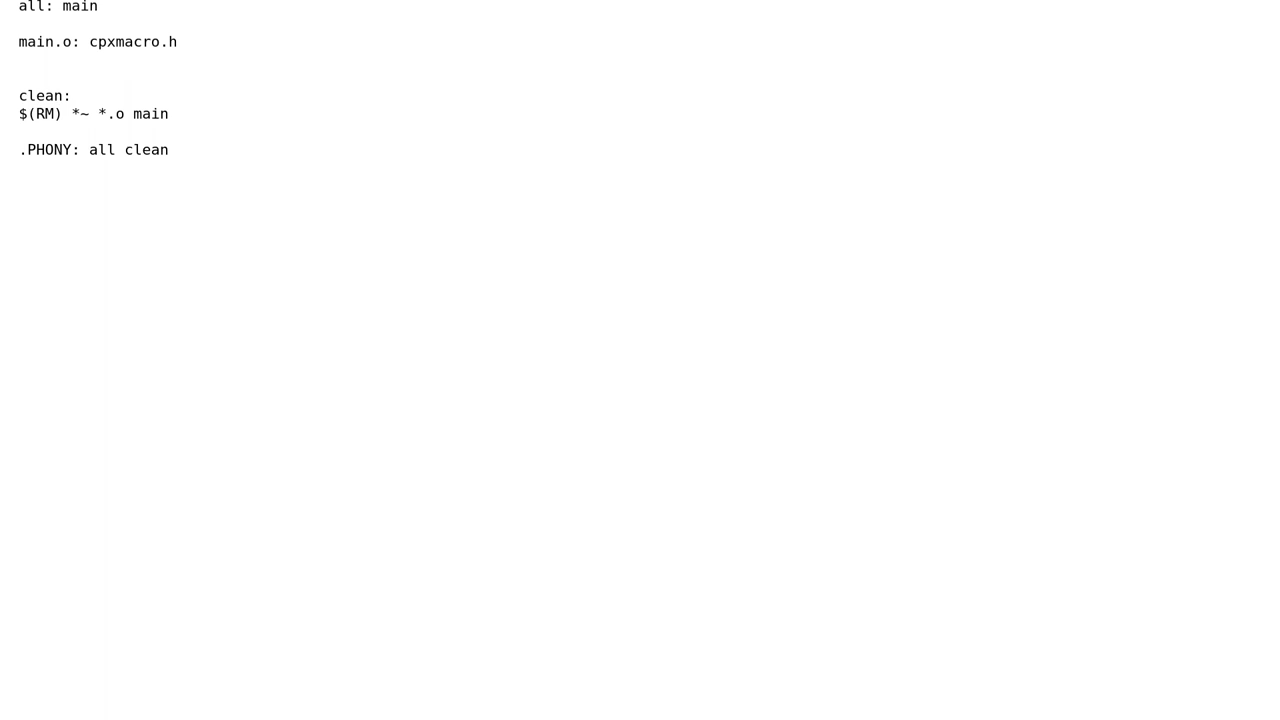 all: main
main.o: cpxmacro.h
clean:
$(RM) *~ *.o main
.PHONY: all clean